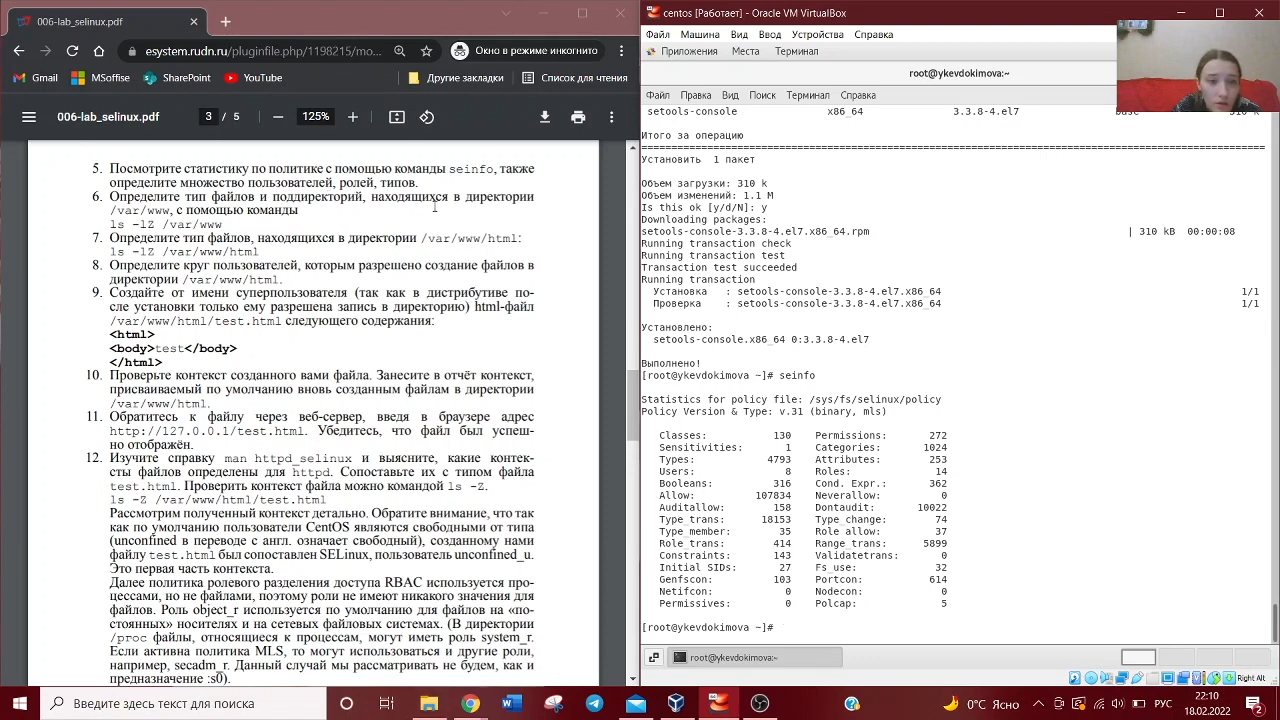 006-lab_selinux.pdf
esystem.rudn.ru/pluginfile.php/1198215/mo...
Окно в режиме инкогнито
Gmail
MSoffise
SharePoint
YouTube
Другие закладки
Список для чтения
006-lab_selinux.pdf
3 / 5
125%
5. Посмотрите статистику по политике с помощью команды seinfo, также
определите множество пользователей, ролей, типов.
6. Определите тип файлов и поддиректорий, находящихся в директории
/var/www, с помощью команды
ls -lZ /var/www
7. Определите тип файлов, находящихся в директории /var/www/html:
ls -lZ /var/www/html
8. Определите круг пользователей, которым разрешено создание файлов в
директории /var/www/html.
9. Создайте от имени суперпользователя (так как в дистрибутиве по-
сле установки только ему разрешена запись в директорию) html-файл
/var/www/html/test.html следующего содержания:
<html>
<body>test</body>
</html>
10. Проверьте контекст созданного вами файла. Занесите в отчёт контекст,
присваиваемый по умолчанию вновь созданным файлам в директории
/var/www/html.
11. Обратитесь к файлу через веб-сервер, введя в браузере адрес
http://127.0.0.1/test.html. Убедитесь, что файл был успеш-
но отображён.
12. Изучите справку man httpd_selinux и выясните, какие контек-
сты файлов определены для httpd. Сопоставьте их с типом файла
test.html. Проверить контекст файла можно командой ls -Z.
ls -Z /var/www/html/test.html
Рассмотрим полученный контекст детально. Обратите внимание, что так
как по умолчанию пользователи CentOS являются свободными от типа
(unconfined в переводе с англ. означает свободный), созданному нами
файлу test.html был сопоставлен SELinux, пользователь unconfined_u.
Это первая часть контекста.
Далее политика ролевого разделения доступа RBAC используется про-
цессами, но не файлами, поэтому роли не имеют никакого значения для
файлов. Роль object_r используется по умолчанию для файлов на «по-
стоянных» носителях и на сетевых файловых системах. (В директории
/proc файлы, относящиеся к процессам, могут иметь роль system_r.
Если активна политика MLS, то могут использоваться и другие роли,
например, secadm_r. Данный случай мы рассматривать не будем, как и
предназначение :s0).
centos [Работает] - Oracle VM VirtualBox
Файл Машина Вид Ввод Устройства Справка
Приложения Места Терминал
root@ykevdokimova:~
Файл Правка Вид Поиск Терминал Справка
setools-console x86_64 3.3.8-4.el7
Итого за операцию
================================================================
Установить 1 пакет
Объем загрузки: 310 k
Объем изменений: 1.1 M
Is this ok [y/d/N]: y
Downloading packages:
setools-console-3.3.8-4.el7.x86_64.rpm | 310 kB 00:00:08
Running transaction check
Running transaction test
Transaction test succeeded
Running transaction
Установка : setools-console-3.3.8-4.el7.x86_64 1/1
Проверка : setools-console-3.3.8-4.el7.x86_64 1/1
Установлено:
setools-console.x86_64 0:3.3.8-4.el7
Выполнено!
[root@ykevdokimova ~]# seinfo
Statistics for policy file: /sys/fs/selinux/policy
Policy Version & Type: v.31 (binary, mls)
Classes: 130 Permissions: 272
Sensitivities: 1 Categories: 1024
Types: 4793 Attributes: 253
Users: 8 Roles: 14
Booleans: 316 Cond. Expr.: 362
Allow: 107834 Neverallow: 0
Auditallow: 158 Dontaudit: 10022
Type_trans: 18153 Type_change: 74
Type_member: 35 Role allow: 37
Role_trans: 414 Range_trans: 5899
Constraints: 143 Validatetrans: 0
Initial SIDs: 27 Fs_use: 32
Genfscon: 103 Portcon: 614
Netifcon: 0 Nodecon: 0
Permissives: 0 Polcap: 5
[root@ykevdokimova ~]#
root@ykevdokimova:~
Right Alt
Введите здесь текст для поиска
0°C Ясно
РУС
22:10
18.02.2022
2